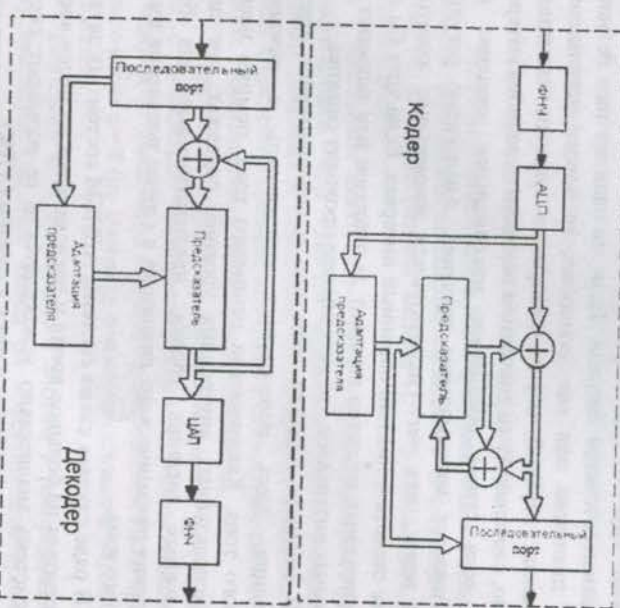 Кодер
ФНЧ
АЦП
Адаптация
предсказателя
Предсказатель
Последовательный
порт
Декодер
Последовательный
порт
Адаптация
предсказателя
Предсказатель
ЦАП
ФНЧ